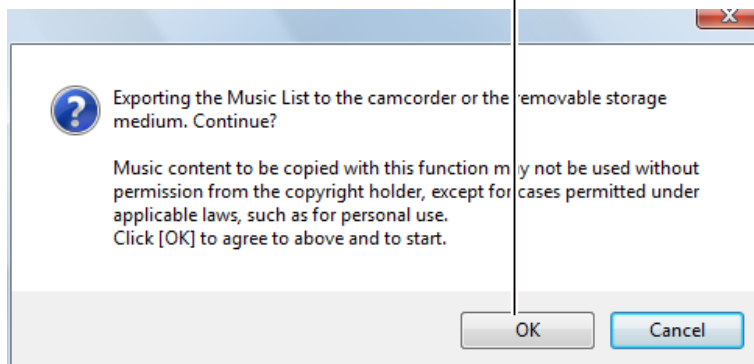 Exporting the Music List to the camcorder or the removable storage
medium. Continue?
Music content to be copied with this function may not be used without
permission from the copyright holder, except for cases permitted under
applicable laws, such as for personal use.
Click [OK] to agree to above and to start.
OK
Cancel